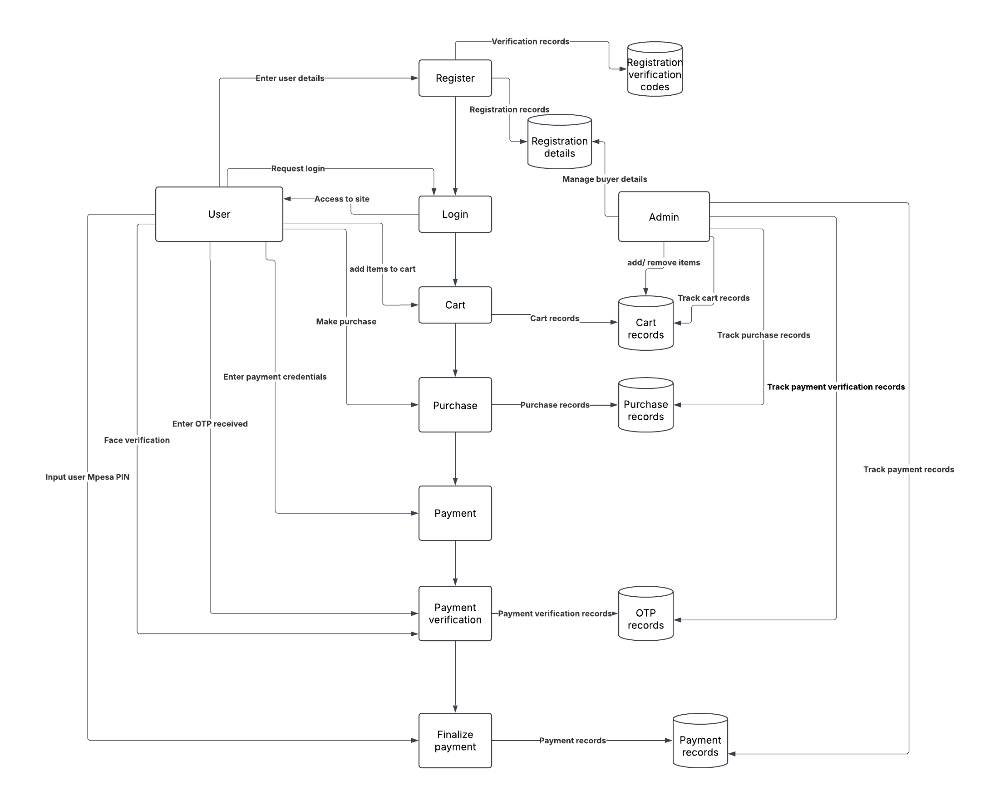 Verification records
Registration
verification
codes
Enter user details
Register
Registration records
Registration
details
Request login
Manage buyer details
Access to site
User
Login
Admin
add/ remove items
add items to cart
Track cart records
Cart
Cart records
Make purchase
Cart
records
Track purchase records
Enter payment credentials
Track payment verification records
Purchase
Purchase records
Purchase
records
Enter OTP received
Face verification
Track payment records
Input user Mpesa PIN
Payment
Payment
verification
Payment verification records
OTP
records
Finalize
payment
Payment records
Payment
records